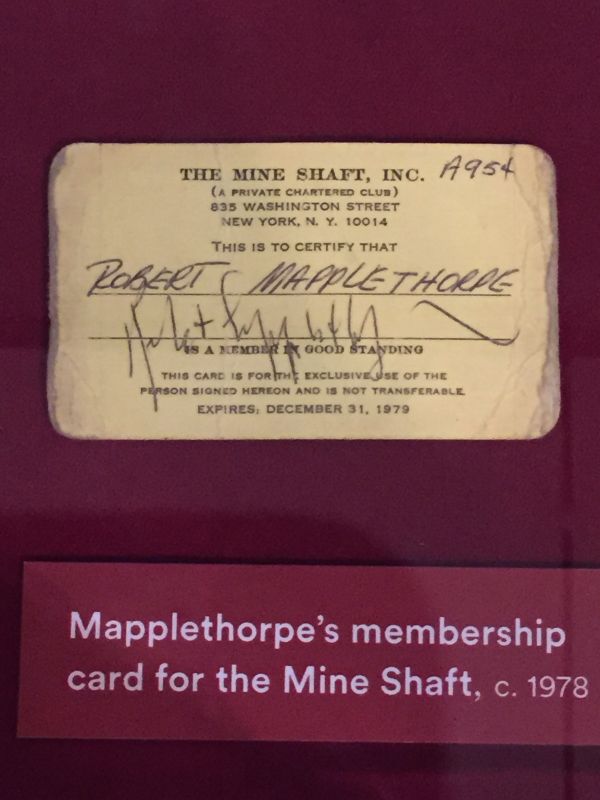 THE MINE SHAFT, INC. A954
(A PRIVATE CHARTERED CLUB)
835 WASHINGTON STREET
NEW YORK, N. Y. 10014
THIS IS TO CERTIFY THAT
ROBERT MAPPLETHORPE
IS A MEMBER IN GOOD STANDING
THIS CARD IS FOR THE EXCLUSIVE USE OF THE
PERSON SIGNED HEREON AND IS NOT TRANSFERABLE
EXPIRES; DECEMBER 31, 1979
Mapplethorpe's membership
card for the Mine Shaft, c. 1978